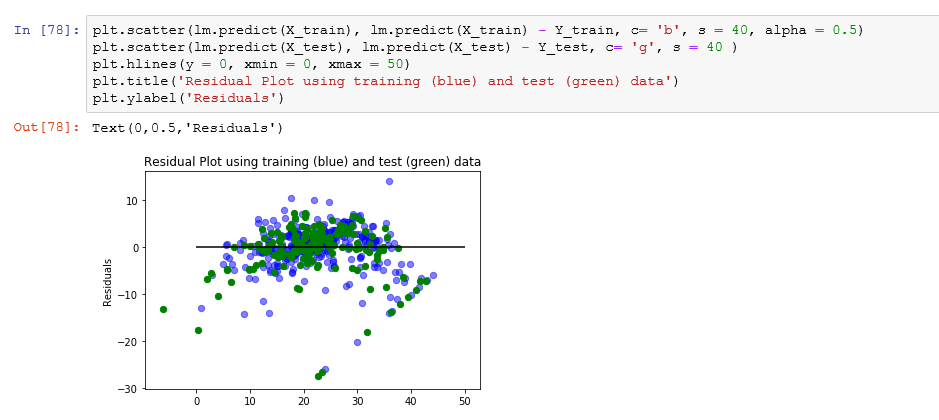 In [78]: plt.scatter(lm.predict(X_train), lm.predict(X_train) - Y_train, c= 'b', s = 40, alpha = 0.5)
plt.scatter(lm.predict(X_test), lm.predict(X_test) - Y_test, c= 'g', s = 40 )
plt.hlines(y = 0, xmin = 0, xmax = 50)
plt.title('Residual Plot using training (blue) and test (green) data')
plt.ylabel('Residuals')
Out[78]: Text(0,0.5,'Residuals')
Residual Plot using training (blue) and test (green) data
10
0
−10
−20
−30
Residuals
0 10 20 30 40 50